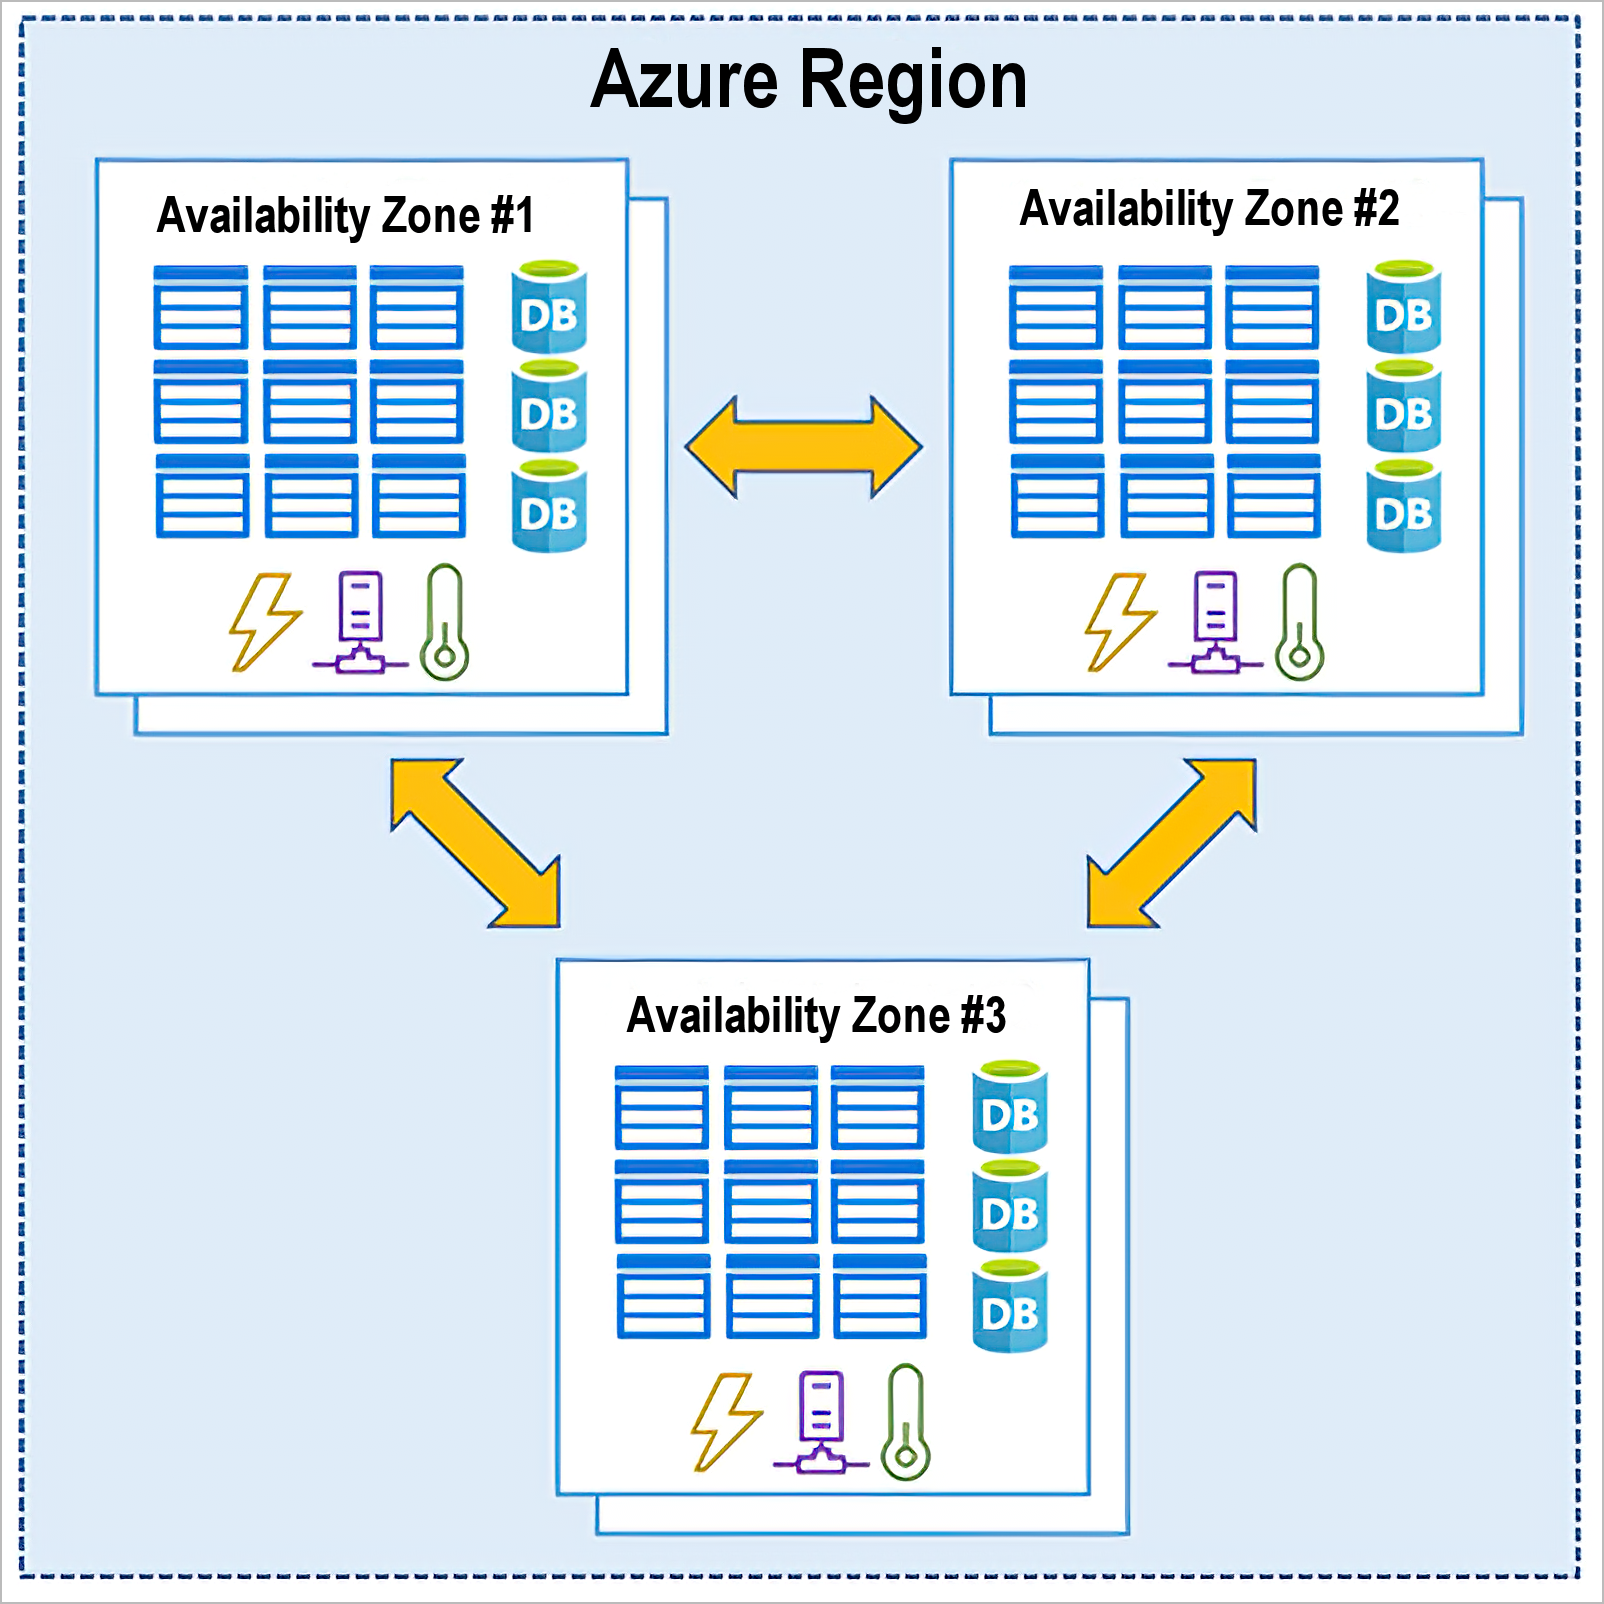 Azure Region
Availability Zone #1
Availability Zone #2
DB
DB
DB
DB
DB
DB
Availability Zone #3
DB
DB
DB